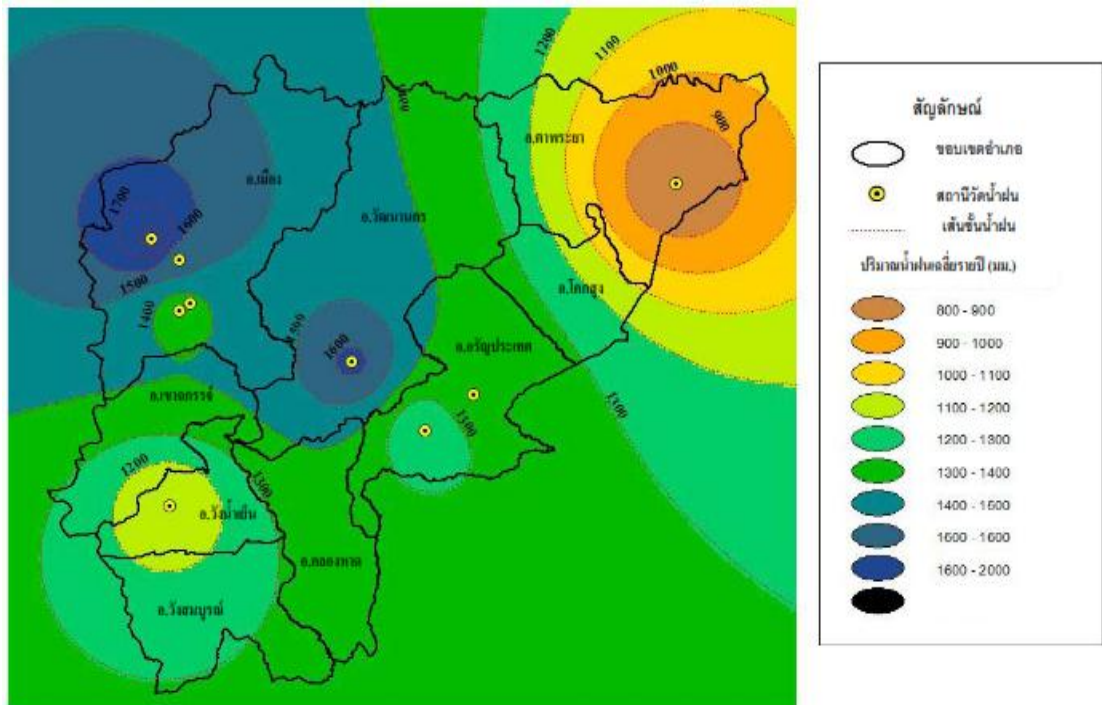 1200
1100
1000
900
อ.ตาพระยา
อ.เมือง
อ.วัฒนานคร
1700
1600
1500
1400
อ.โคกสูง
1600
อ.อรัญประเทศ
อ.เขาฉกรรจ์
1300
1300
1200
1300
อ.วังน้ำเย็น
อ.คลองหาด
อ.วังสมบูรณ์
สัญลักษณ์
ขอบเขตอำเภอ
สถานีวัดน้ำฝน
เส้นชั้นน้ำฝน
ปริมาณน้ำฝนเฉลี่ยรายปี (มม.)
800 - 900
900 - 1000
1000 - 1100
1100 - 1200
1200 - 1300
1300 - 1400
1400 - 1500
1500 - 1600
1600 - 2000